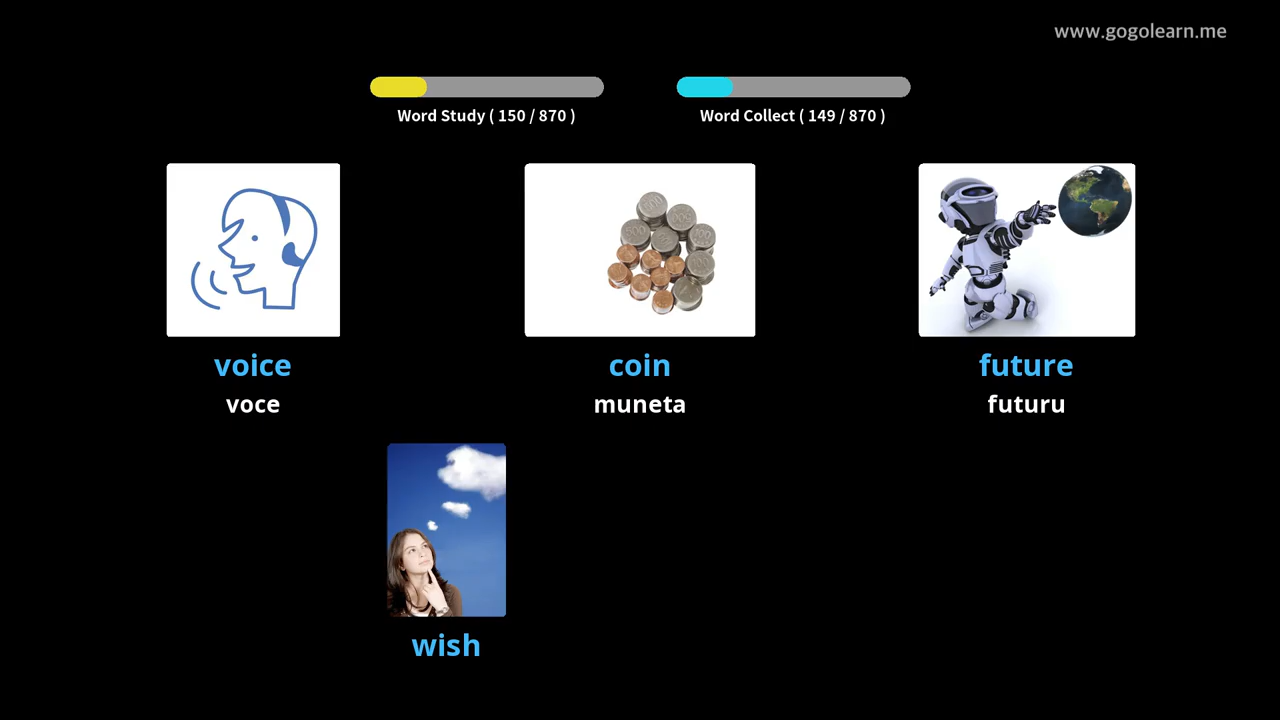 www.gogolearn.me
Word Study ( 150 / 870 )
Word Collect ( 149 / 870 )
voice
coin
future
voce
muneta
futuru
wish